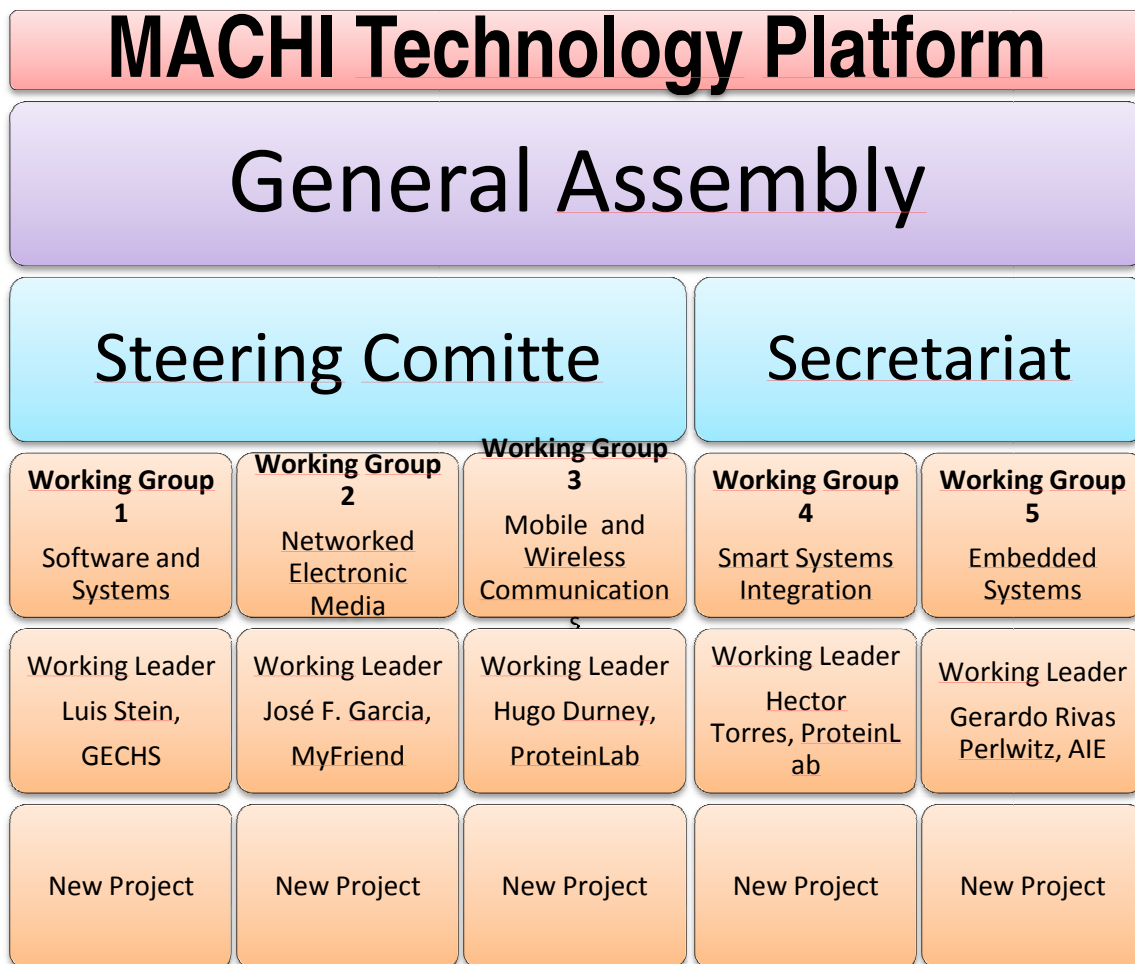 MACHI Technology Platform
General Assembly
Steering Comitte
Secretariat
Working Group
1
Software and
Systems
Working Group
2
Networked
Electronic
Media
Working Group
3
Mobile and
Wireless
Communication
s
Working Group
4
Smart Systems
Integration
Working Group
5
Embedded
Systems
Working Leader
Luis Stein,
GECHS
Working Leader
José F. Garcia,
MyFriend
Working Leader
Hugo Durney,
ProteinLab
Working Leader
Hector
Torres, ProteinL
ab
Working Leader
Gerardo Rivas
Perlwitz, AIE
New Project
New Project
New Project
New Project
New Project